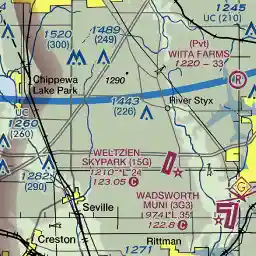 1245
UC
(210)
1489
(249)
1520
(300)
(Pvt)
WIITA FARMS
1220 - 33
R
Chippewa
Lake Park
1290
1443
(226)
River Styx
UC
1260
(260)
WELTZIEN
SKYPARK (15G)
1210 *L 24
123.05 C
1282
(290)
WADSWORTH
MUNI (3G3)
974 *L 35
122.8 C
G
Seville
Creston
1271
Rittman
(3